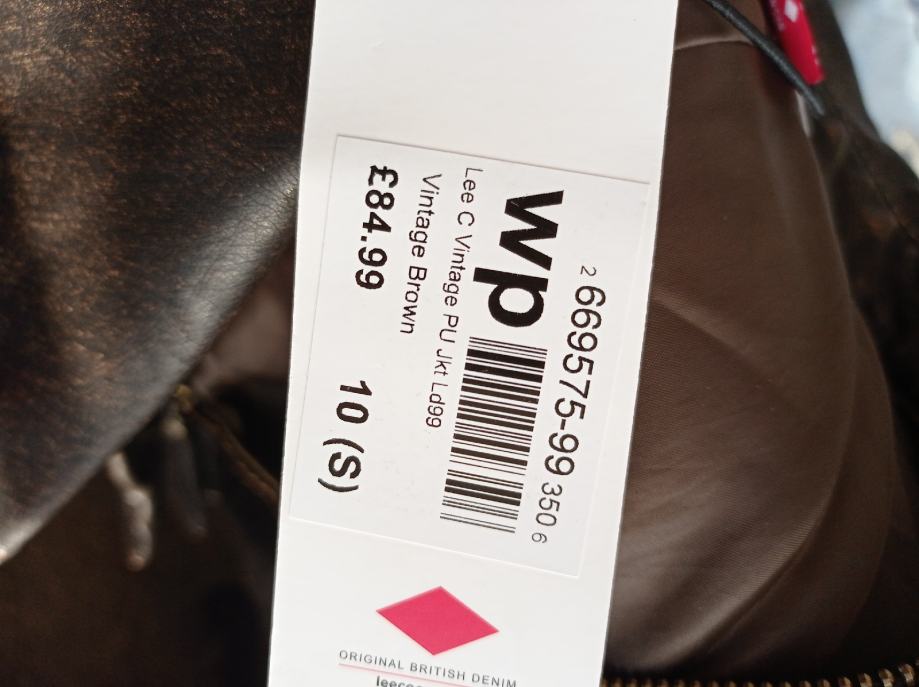 2 669575-99 350 6
wp
Lee C Vintage PU Jkt Ld99
Vintage Brown
£84.99 10 (S)
ORIGINAL BRITISH DENIM